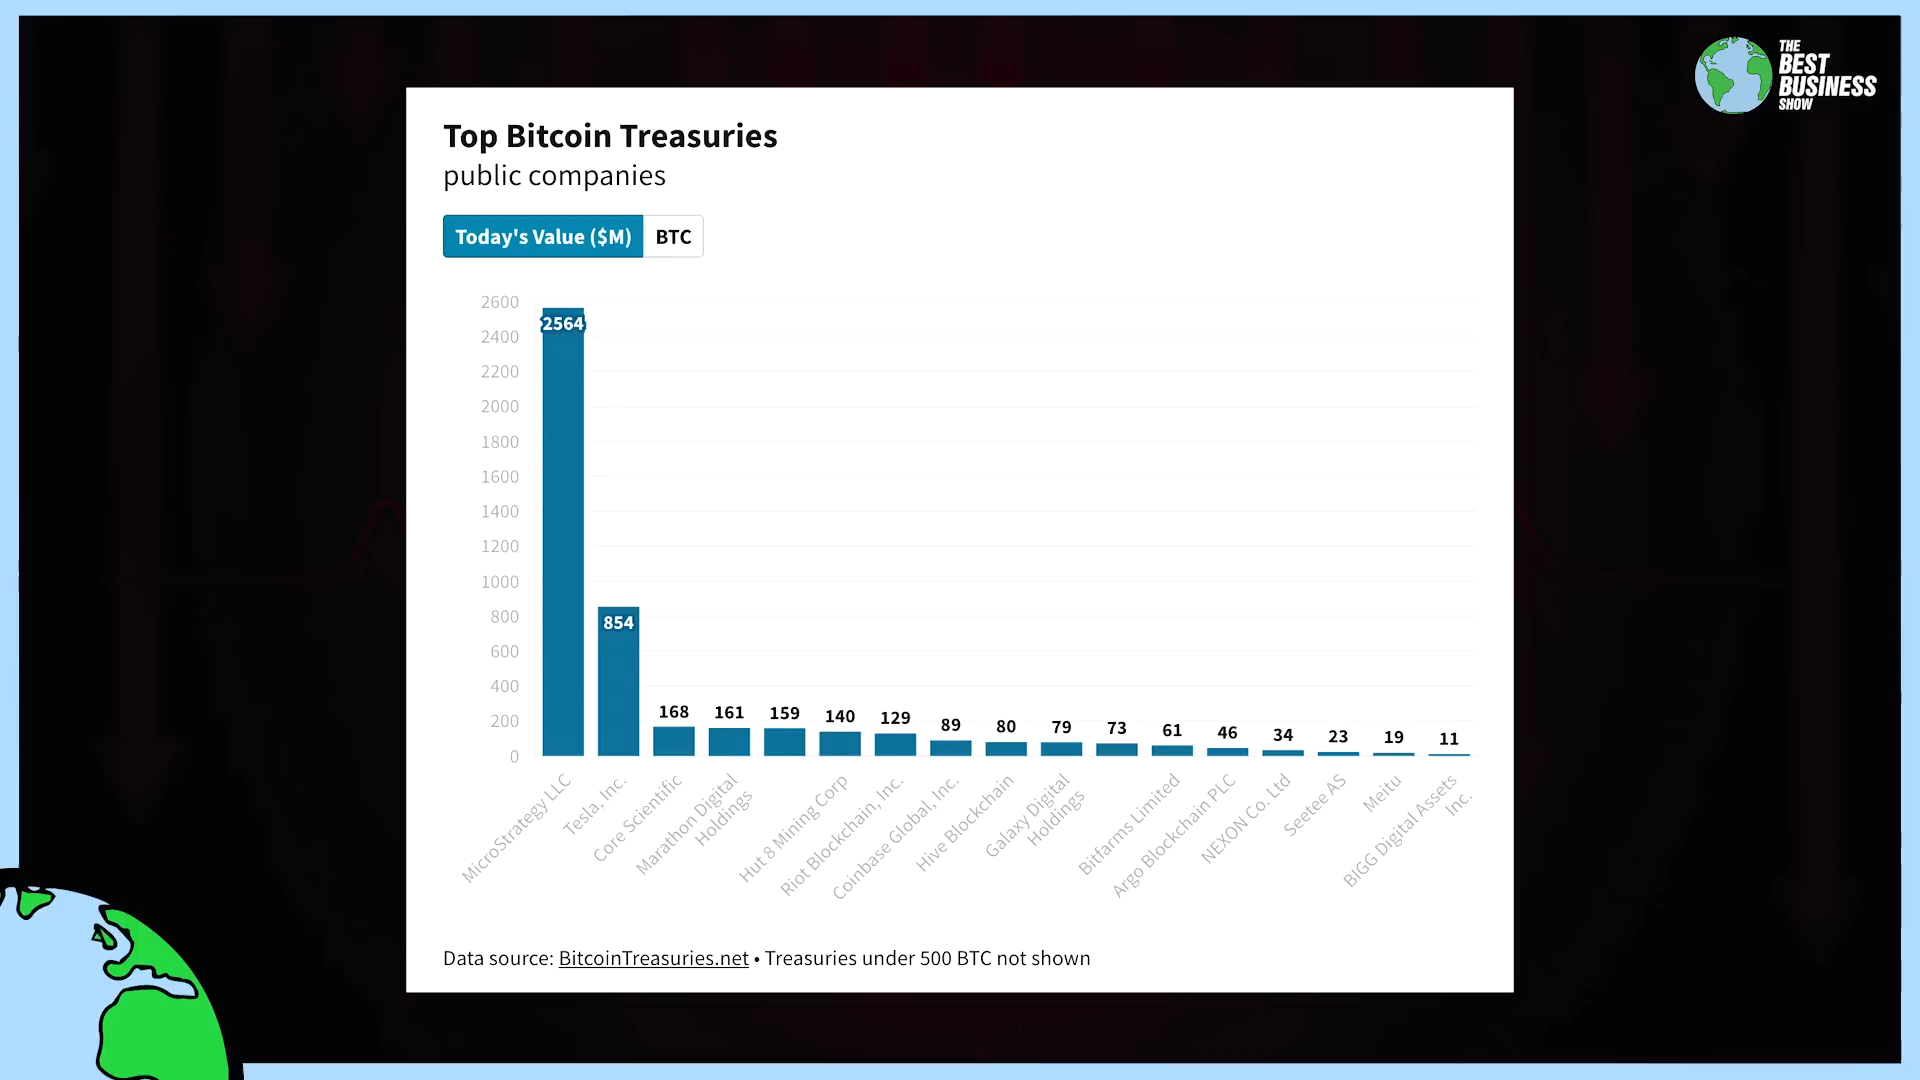 THE
BEST
BUSINESS
SHOW
Top Bitcoin Treasuries
public companies
Today's Value ($M) BTC
2600
2400
2200
2000
1800
1600
1400
1200
1000
800
600
400
200
0
2564
854
168
161
159
140
129
89
80
79
73
61
46
34
23
19
11
MicroStrategy LLC
Tesla, Inc.
Core Scientific
Marathon Digital
Holdings
Hut 8 Mining Corp
Riot Blockchain, Inc.
Coinbase Global, Inc.
Hive Blockchain
Galaxy Digital
Holdings
Bitfarms Limited
Argo Blockchain PLC
NEXON Co. Ltd
Seetee AS
Meitu
BIGG Digital Assets
Inc.
Data source: BitcoinTreasuries.net • Treasuries under 500 BTC not shown